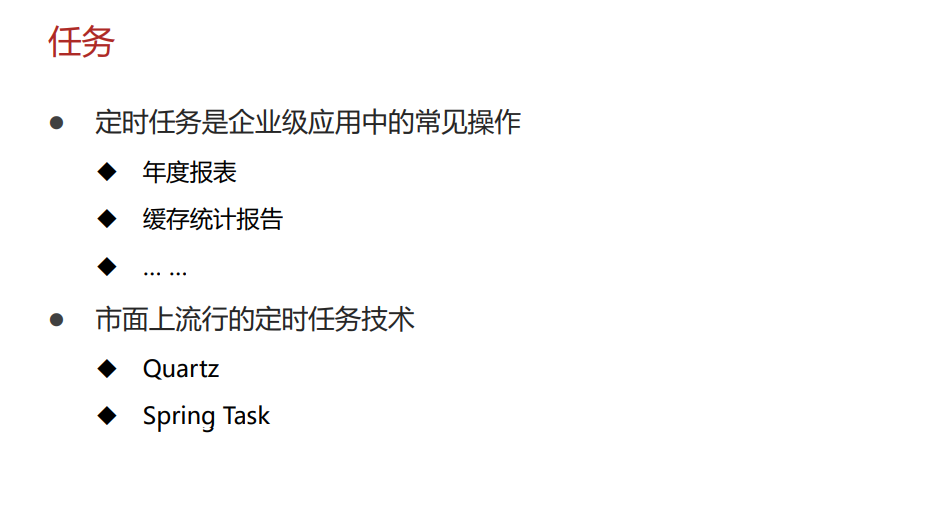 任务
定时任务是企业级应用中的常见操作
年度报表
缓存统计报告
... ...
市面上流行的定时任务技术
Quartz
Spring Task